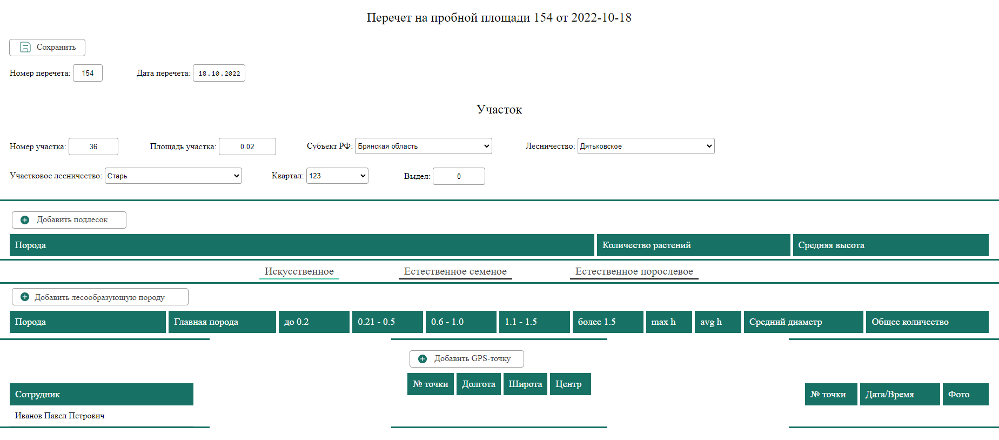 Перечет на пробной площади 154 от 2022-10-18
Сохранить
Номер перечета: 154 Дата перечета: 18.10.2022
Участок
Номер участка: 36 Площадь участка: 0.02 Субъект РФ: Брянская область Лесничество: Дятьковское
Участковое лесничество: Старь Квартал: 123 Выдел: 0
Добавить подлесок
Порода Количество растений Средняя высота
Искусственное Естественное семеное Естественное порослевое
Добавить лесообразующую породу
Порода Главная порода до 0.2 0.21 - 0.5 0.6 - 1.0 1.1 - 1.5 более 1.5 max h avg h Средний диаметр Общее количество
Добавить GPS-точку
№ точки Долгота Широта Центр
Сотрудник № точки Дата/Время Фото
Иванов Павел Петрович